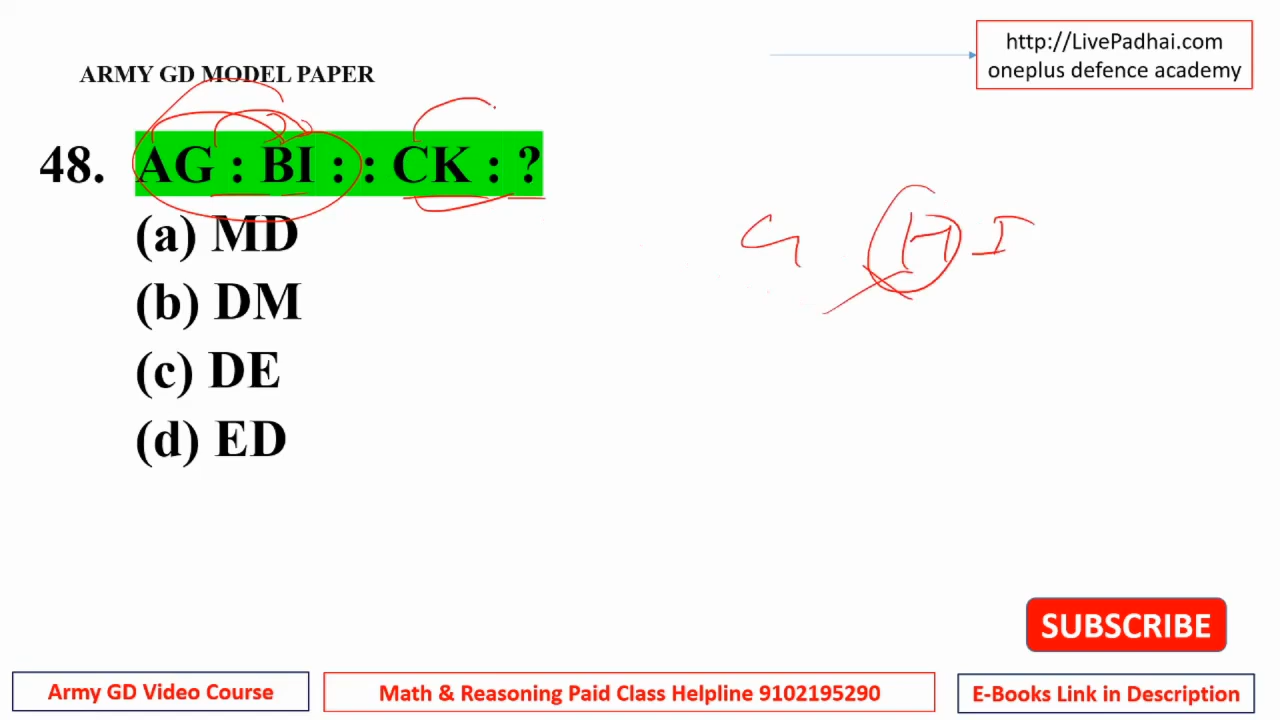 http://LivePadhai.com
oneplus defence academy
ARMY GD MODEL PAPER
48. AG : BI : : CK : ?
(a) MD
(b) DM
(c) DE
(d) ED
G H I
SUBSCRIBE
Army GD Video Course
Math & Reasoning Paid Class Helpline 9102195290
E-Books Link in Description